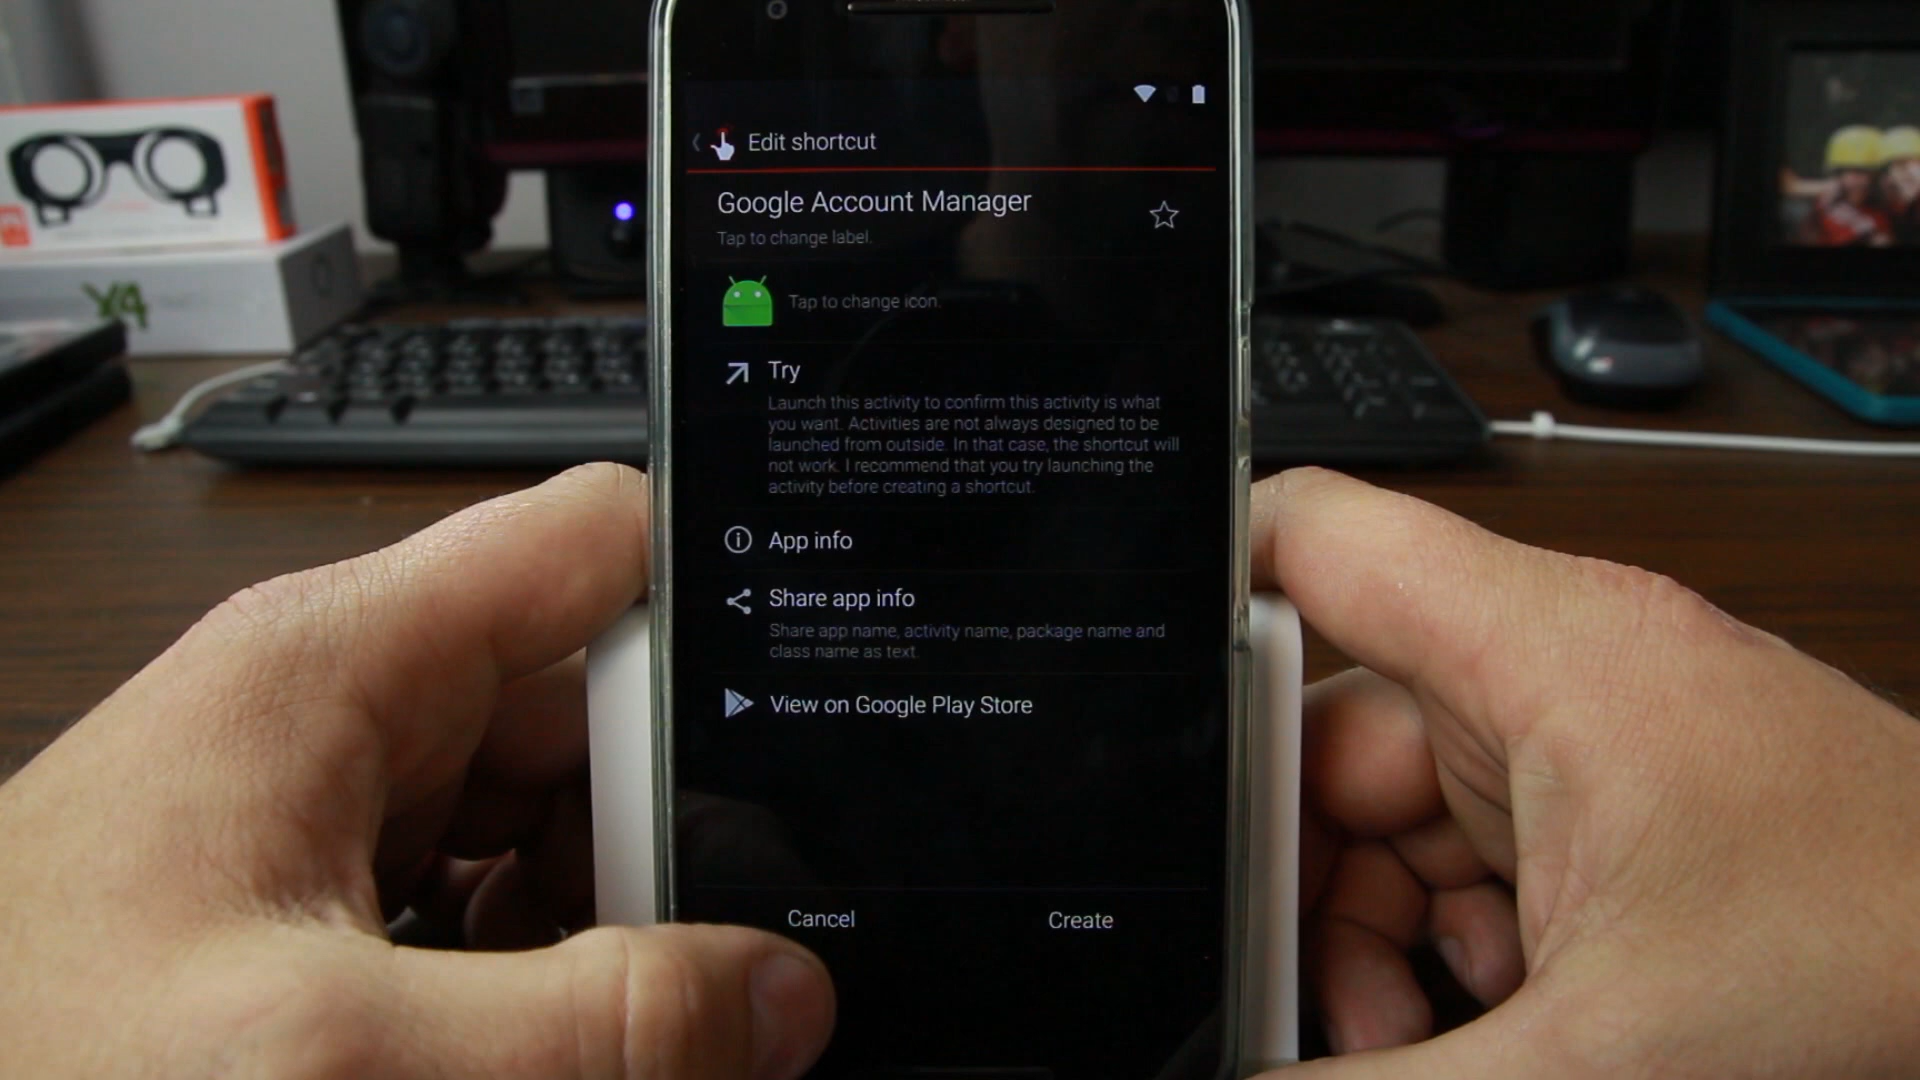 Edit shortcut
Google Account Manager
Tap to change label.
Tap to change icon.
Try
Launch this activity to confirm this activity is what
you want. Activities are not always designed to be
launched from outside. In that case, the shortcut will
not work. I recommend that you try launching the
activity before creating a shortcut.
App info
Share app info
Share app name, activity name, package name and
class name as text.
View on Google Play Store
Cancel
Create
X4